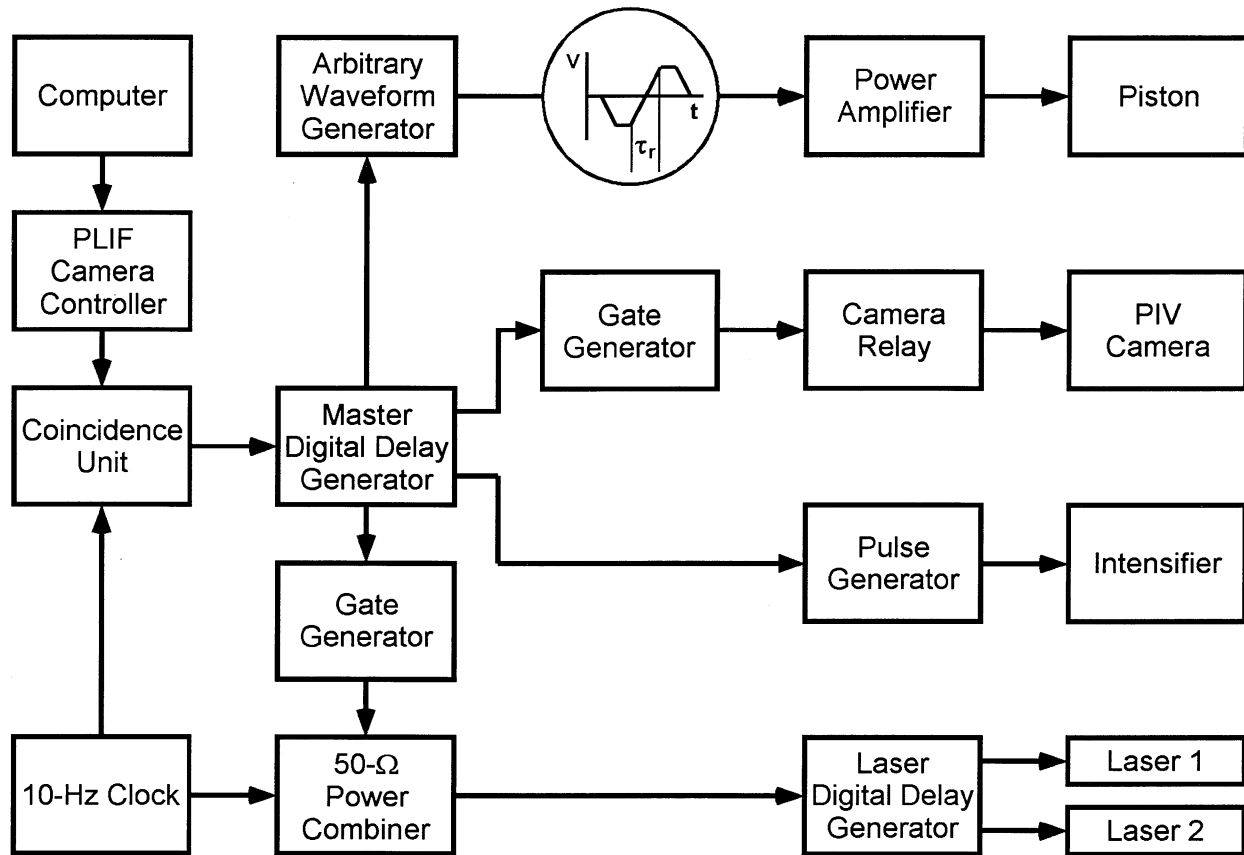 Computer
Arbitrary
Waveform
Generator
V
t
τr
Power
Amplifier
Piston
PLIF
Camera
Controller
Gate
Generator
Camera
Relay
PIV
Camera
Coincidence
Unit
Master
Digital Delay
Generator
Pulse
Generator
Intensifier
Gate
Generator
10-Hz Clock
50-Ω
Power
Combiner
Laser
Digital Delay
Generator
Laser 1
Laser 2